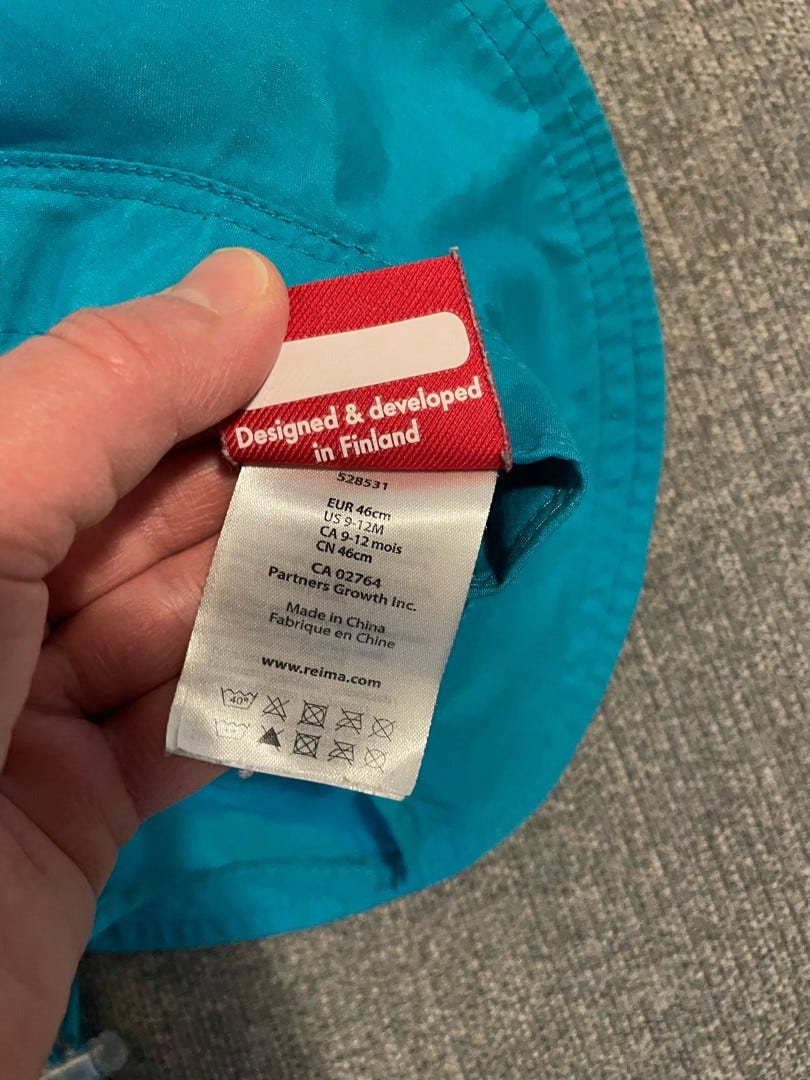 Designed & developed
in Finland
528531
EUR 46cm
US 9-12M
CA 9-12 mois
CN 46cm
CA 02764
Partners Growth Inc.
Made in China
Fabrique en Chine
www.reima.com
40°